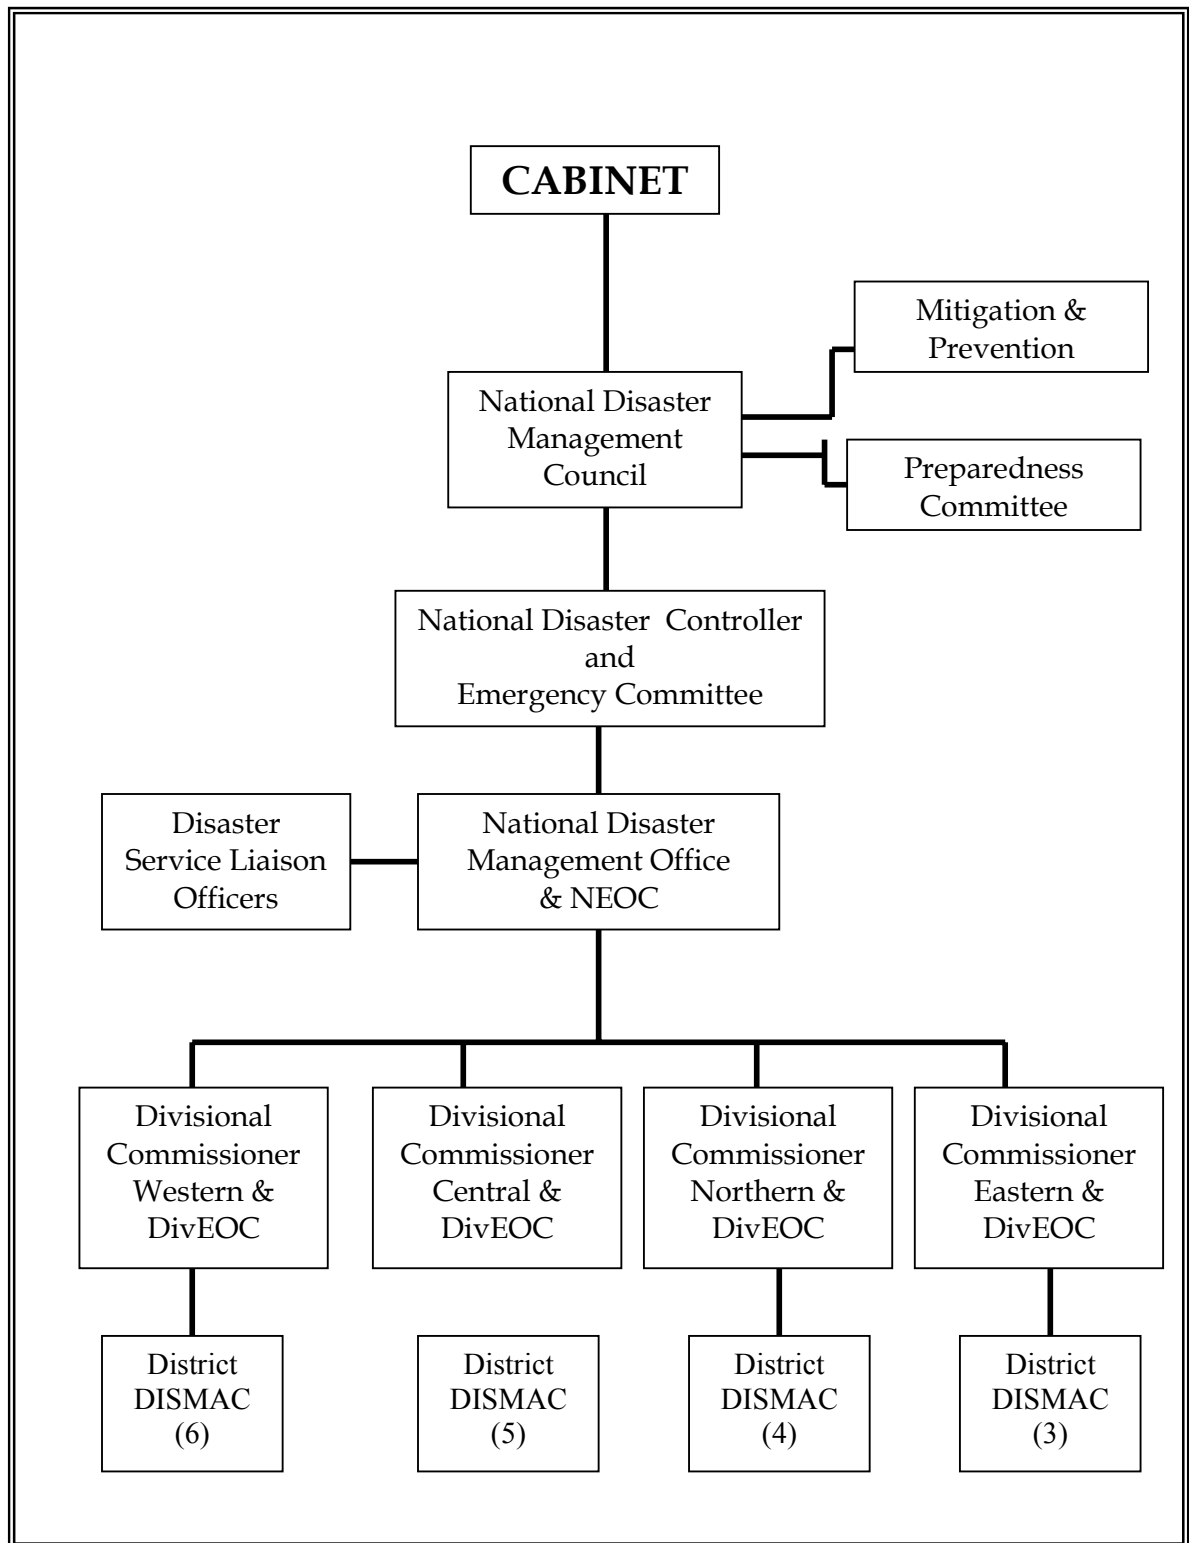 CABINET
Mitigation &
Prevention
National Disaster
Management
Council
Preparedness
Committee
National Disaster  Controller
and
Emergency Committee
Disaster
Service Liaison
Officers
National Disaster
Management Office
& NEOC
Divisional
Commissioner
Western &
DivEOC
Divisional
Commissioner
Central &
DivEOC
Divisional
Commissioner
Northern &
DivEOC
Divisional
Commissioner
Eastern &
DivEOC
District
DISMAC
(6)
District
DISMAC
(5)
District
DISMAC
(4)
District
DISMAC
(3)